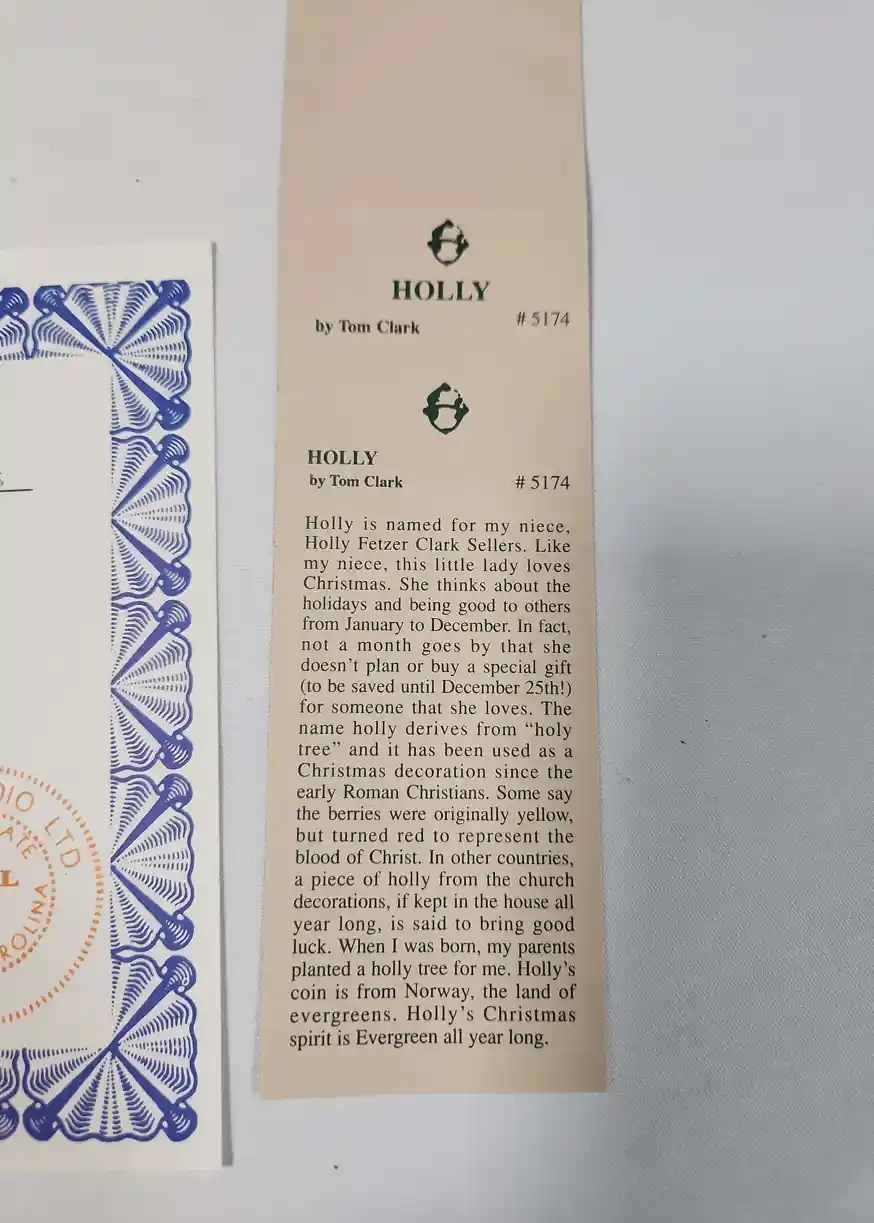 HOLLY
by Tom Clark # 5174
HOLLY
by Tom Clark # 5174
Holly is named for my niece,
Holly Fetzer Clark Sellers. Like
my niece, this little lady loves
Christmas. She thinks about the
holidays and being good to others
from January to December. In fact,
not a month goes by that she
doesn't plan or buy a special gift
(to be saved until December 25th!)
for someone that she loves. The
name holly derives from “holy
tree” and it has been used as a
Christmas decoration since the
early Roman Christians. Some say
the berries were originally yellow,
but turned red to represent the
blood of Christ. In other countries,
a piece of holly from the church
decorations, if kept in the house all
year long, is said to bring good
luck. When I was born, my parents
planted a holly tree for me. Holly's
coin is from Norway, the land of
evergreens. Holly's Christmas
spirit is Evergreen all year long.
LTD.